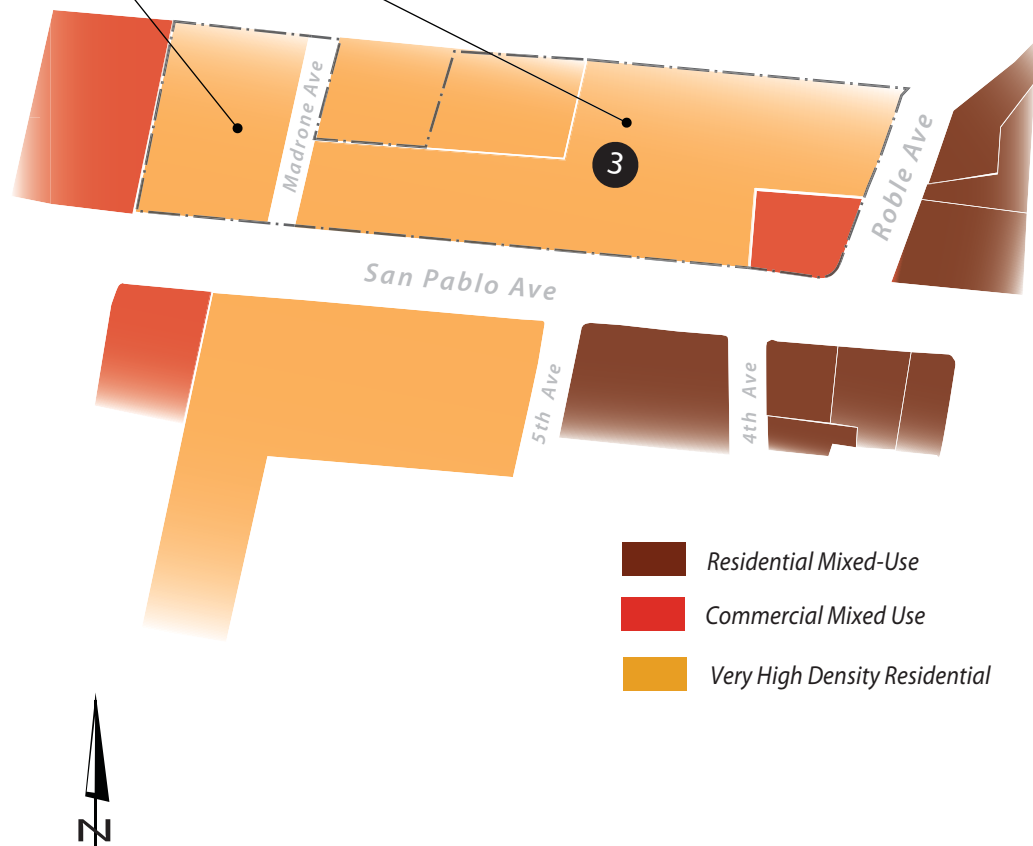 Madrone Ave
3
Roble Ave
San Pablo Ave
5th Ave
4th Ave
Residential Mixed-Use
Commercial Mixed Use
Very High Density Residential
N